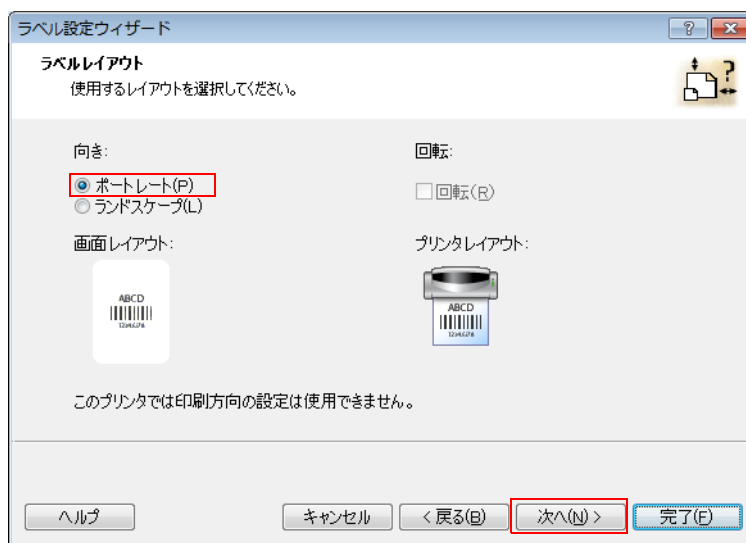 ラベル設定ウィザード
ラベルレイアウト
使用するレイアウトを選択してください。
向き:
ポートレート(P)
ランドスケープ(L)
回転:
回転(R)
画面レイアウト:
ABCD
プリンタレイアウト:
ABCD
このプリンタでは印刷方向の設定は使用できません。
ヘルプ
キャンセル
< 戻る(B)
次へ(N) >
完了(F)